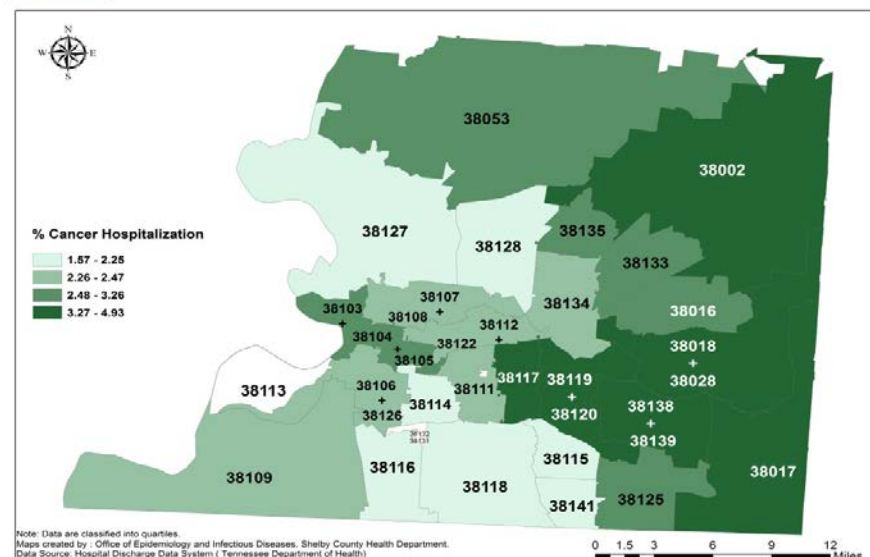 N
W E
S
38053
38002
% Cancer Hospitalization
1.57 - 2.25
2.26 - 2.47
2.48 - 3.26
3.27 - 4.93
38127
38128
38135
38133
38134
38016
38107
38103
38108
38112
38104
38122
38105
38018
38028
38113
38106
38126
38114
38111
38117
38119
38120
38138
38139
38132
38131
38109
38116
38118
38115
38141
38125
38017
Note: Data are classified into quartiles.
Maps created by : Office of Epidemiology and Infectious Diseases. Shelby County Health Department.
Data Source: Hospital Discharge Data System ( Tennessee Department of Health)
0 1.5 3 6 9 12
Miles